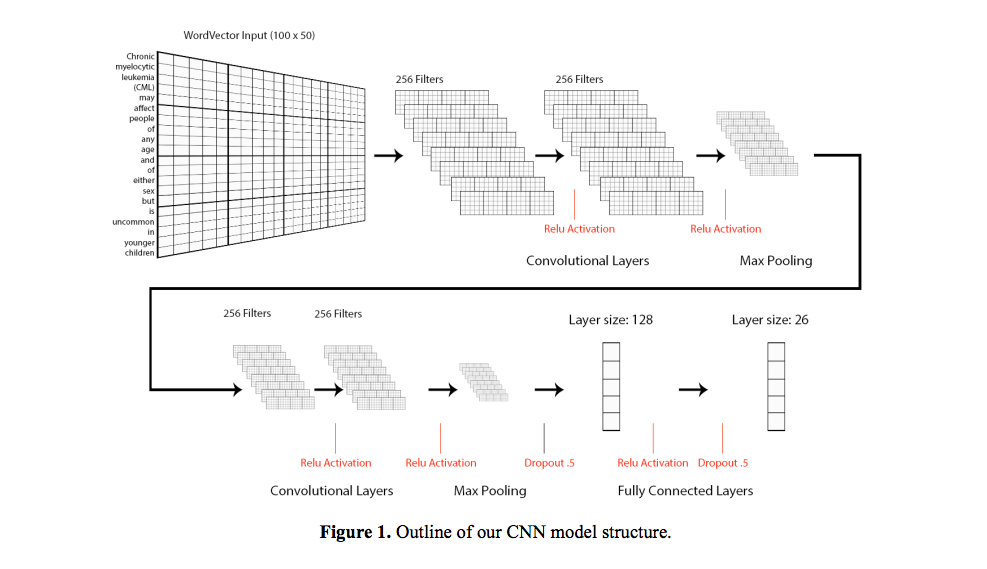 WordVector Input (100 x 50)
Chronic
myelocytic
leukemia
(CML)
may
affect
people
of
any
age
and
of
either
sex
but
is
uncommon
in
younger
children
256 Filters
256 Filters
Relu Activation
Relu Activation
Convolutional Layers
Max Pooling
256 Filters
256 Filters
Layer size: 128
Layer size: 26
Relu Activation
Relu Activation
Dropout .5
Relu Activation
Dropout .5
Convolutional Layers
Max Pooling
Fully Connected Layers
Figure 1. Outline of our CNN model structure.